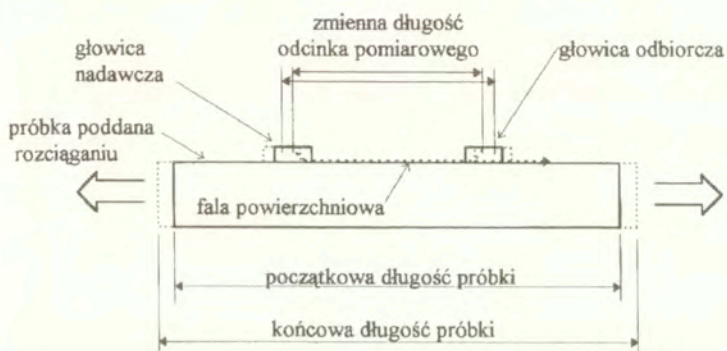 zmienna długość
odcinka pomiarowego
głowica
nadawcza
głowica odbiorcza
próbka poddana
rozciąganiu
fala powierzchniowa
początkowa długość próbki
końcowa długość próbki